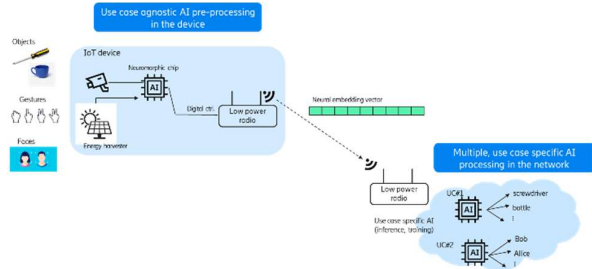 Use case agnostic AI pre-processing
in the device
Objects
IoT device
Neuromorphic chip
AI
Gestures
Digital ctrl.
Low power
radio
Neural embedding vector
Energy harvester
Faces
Multiple, use case specific AI
processing in the network
Low power
radio
Use case specific AI
(inference, training)
UC#1
AI
screwdriver
bottle
UC#2
AI
Bob
Alice